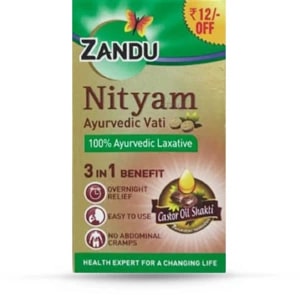 ₹12/-
OFF
ZANDU
Nityam
Ayurvedic Vati
100% Ayurvedic Laxative
3 IN 1 BENEFIT
OVERNIGHT
RELIEF
EASY TO USE
NO ABDOMINAL
CRAMPS
Castor Oil Shakti
HEALTH EXPERT FOR A CHANGING LIFE